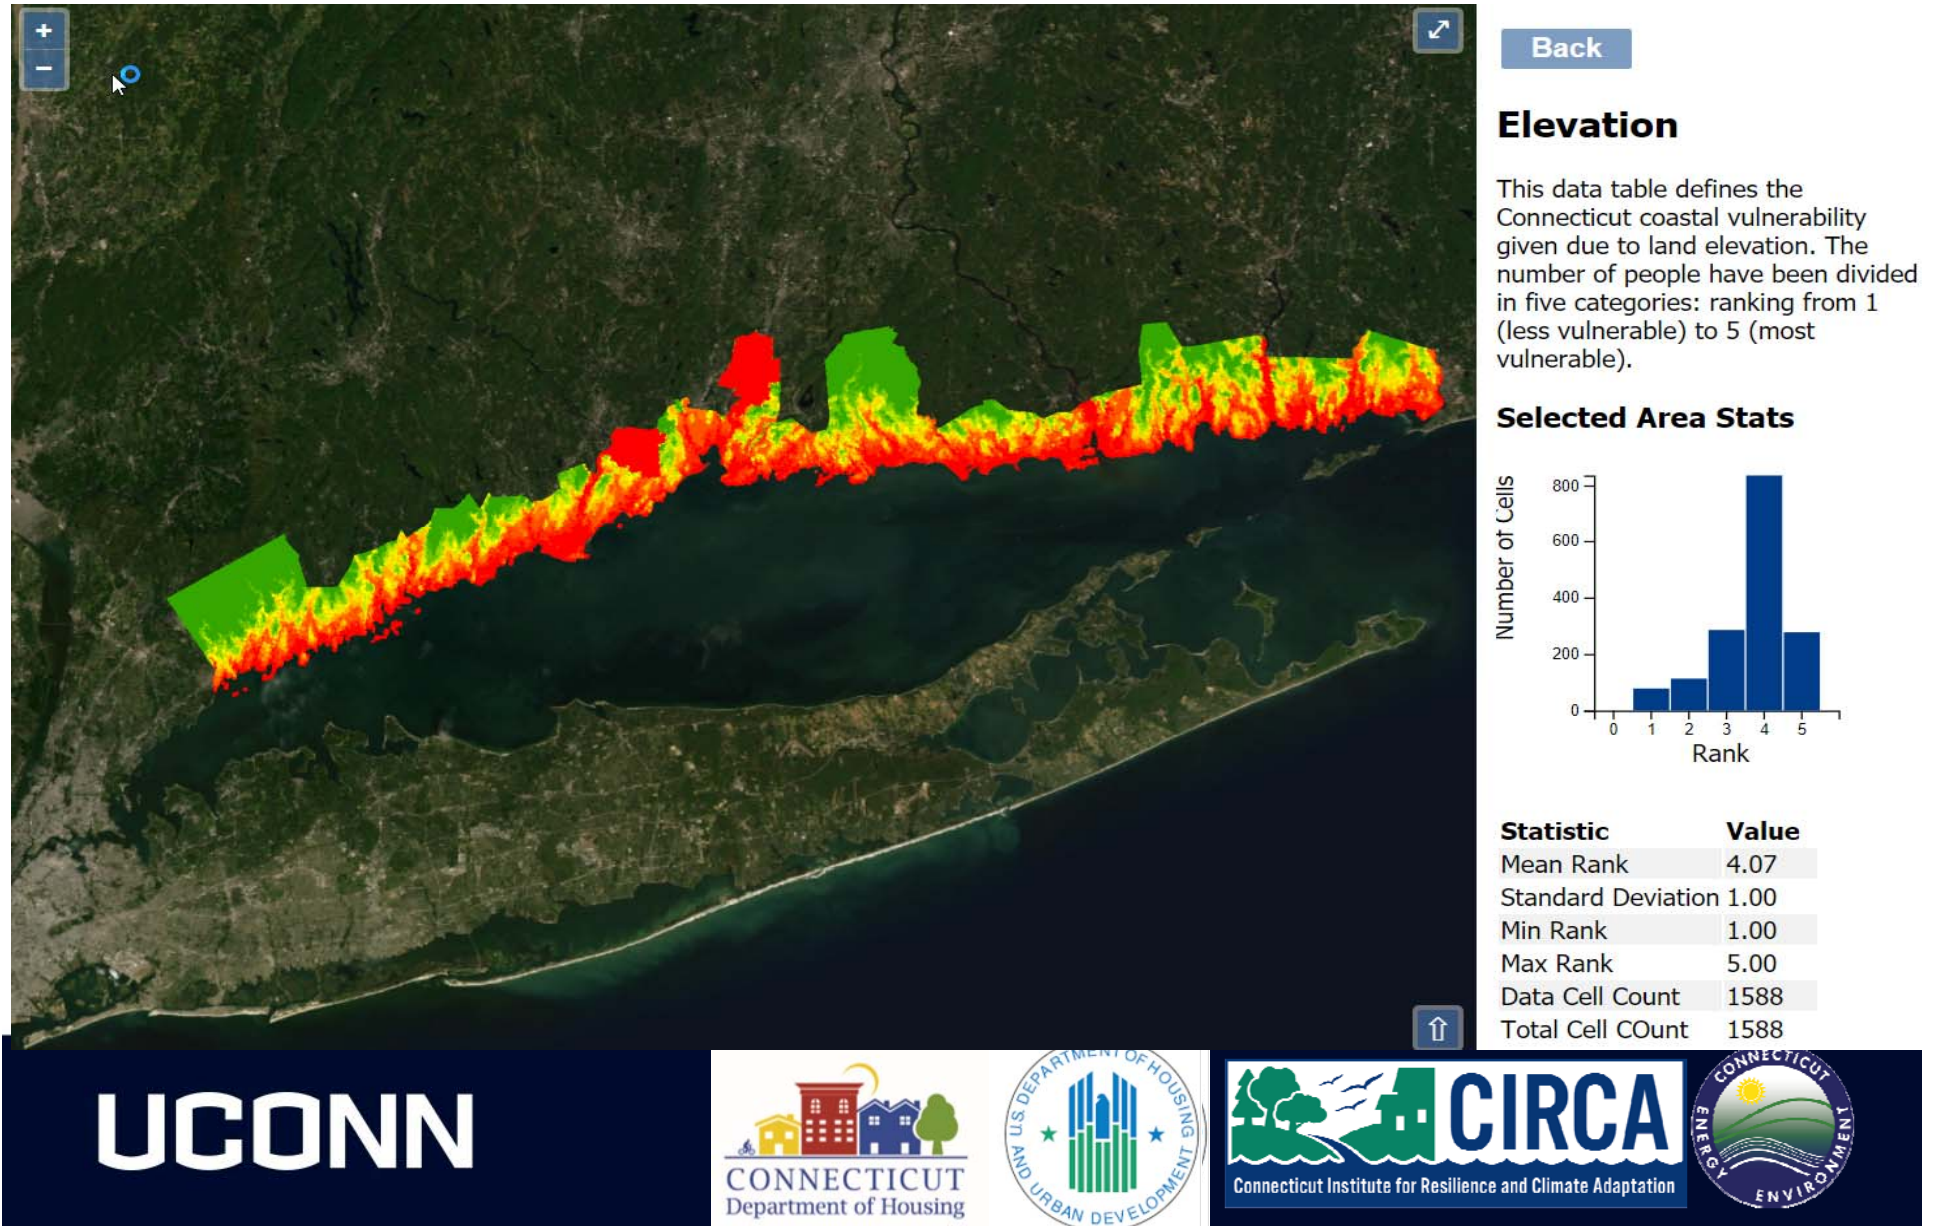 +
−
Back
Elevation
This data table defines the
Connecticut coastal vulnerability
given due to land elevation. The
number of people have been divided
in five categories: ranking from 1
(less vulnerable) to 5 (most
vulnerable).
Selected Area Stats
Number of Cells
800
600
400
200
0
0 1 2 3 4 5
Rank
Statistic Value
Mean Rank 4.07
Standard Deviation 1.00
Min Rank 1.00
Max Rank 5.00
Data Cell Count 1588
Total Cell COunt 1588
UCONN
CONNECTICUT
Department of Housing
U.S. DEPARTMENT OF HOUSING
AND URBAN DEVELOPMENT
CIRCA
Connecticut Institute for Resilience and Climate Adaptation
CONNECTICUT
ENERGY
ENVIRONMENT